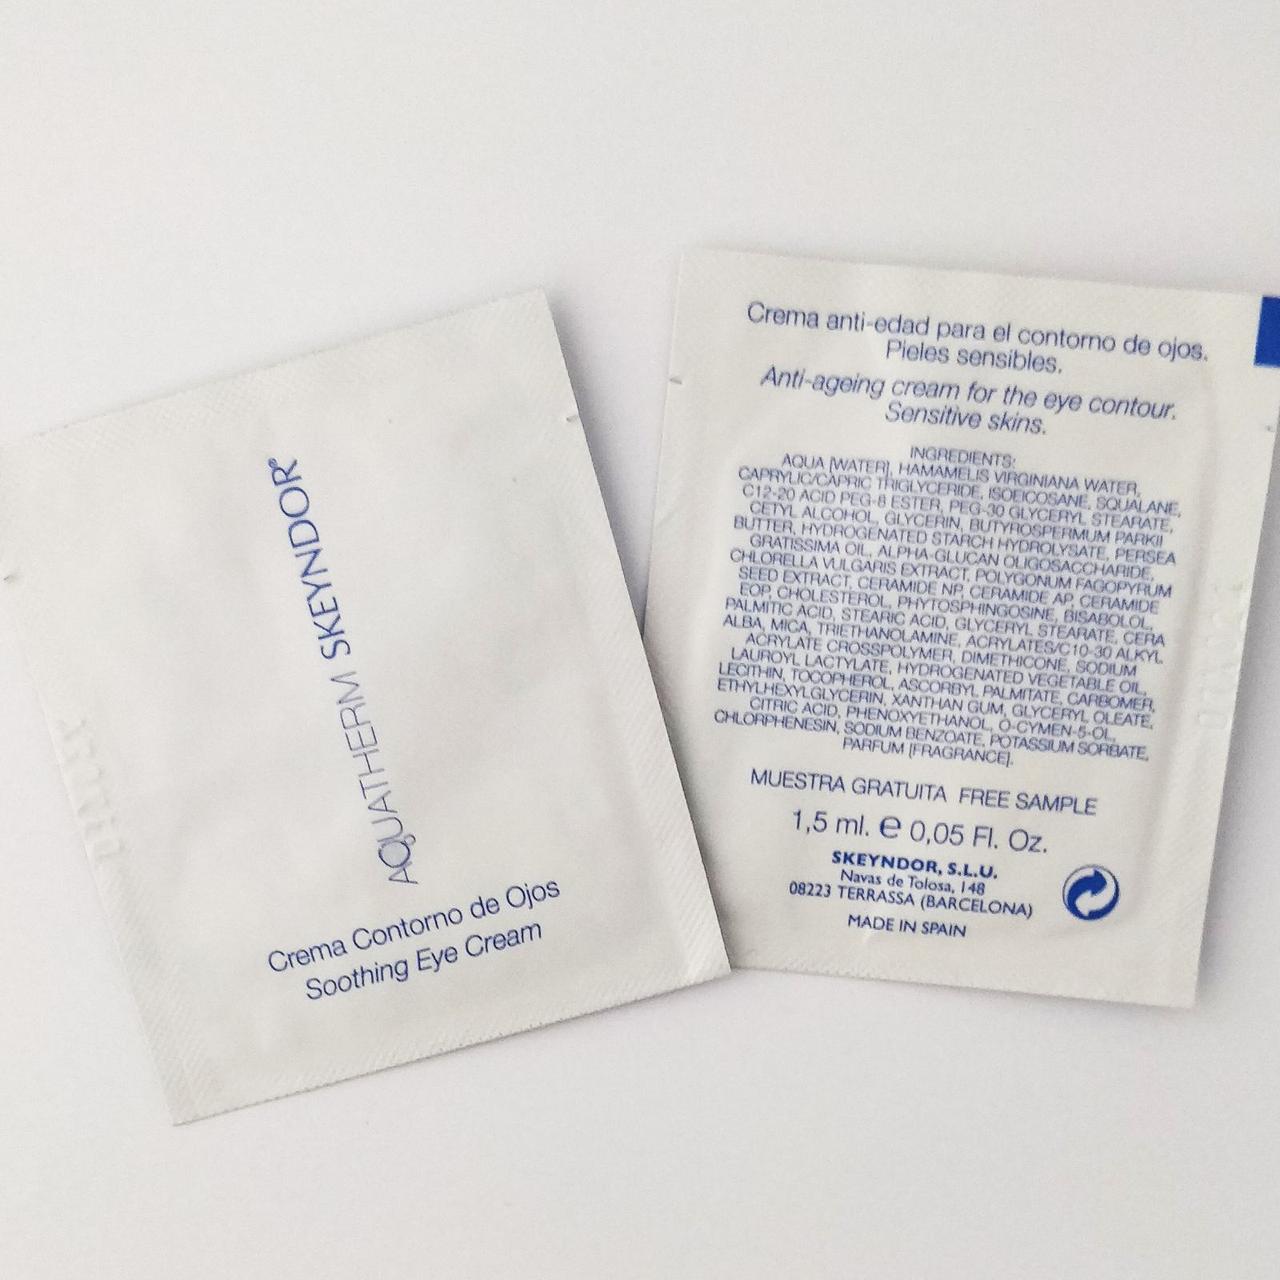 AQUATHERM SKEYNDOR®
Crema Contorno de Ojos
Soothing Eye Cream
Crema anti-edad para el contorno de ojos.
Pieles sensibles.
Anti-ageing cream for the eye contour.
Sensitive skins.
INGREDIENTS:
AQUA [WATER], HAMAMELIS VIRGINIANA WATER,
CAPRYLIC/CAPRIC TRIGLYCERIDE, ISOEICOSANE, SQUALANE,
C12-20 ACID PEG-8 ESTER, PEG-30 GLYCERYL STEARATE,
CETYL ALCOHOL, GLYCERIN, BUTYROSPERMUM PARKII
BUTTER, HYDROGENATED STARCH HYDROLYSATE, PERSEA
GRATISSIMA OIL, ALPHA-GLUCAN OLIGOSACCHARIDE,
CHLORELLA VULGARIS EXTRACT, POLYGONUM FAGOPYRUM
SEED EXTRACT, CERAMIDE NP, CERAMIDE AP, CERAMIDE
EOP, CHOLESTEROL, PHYTOSPHINGOSINE, BISABOLOL,
PALMITIC ACID, STEARIC ACID, GLYCERYL STEARATE, CERA
ALBA, MICA, TRIETHANOLAMINE, ACRYLATES/C10-30 ALKYL
ACRYLATE CROSSPOLYMER, DIMETHICONE, SODIUM
LAUROYL LACTYLATE, HYDROGENATED VEGETABLE OIL,
LECITHIN, TOCOPHEROL, ASCORBYL PALMITATE, CARBOMER,
ETHYLHEXYLGLYCERIN, XANTHAN GUM, GLYCERYL OLEATE,
CITRIC ACID, PHENOXYETHANOL, O-CYMEN-5-OL,
CHLORPHENESIN, SODIUM BENZOATE, POTASSIUM SORBATE,
PARFUM [FRAGRANCE].
MUESTRA GRATUITA FREE SAMPLE
1,5 ml. e 0,05 Fl. Oz.
SKEYNDOR, S.L.U.
Navas de Tolosa, 148
08223 TERRASSA (BARCELONA)
MADE IN SPAIN